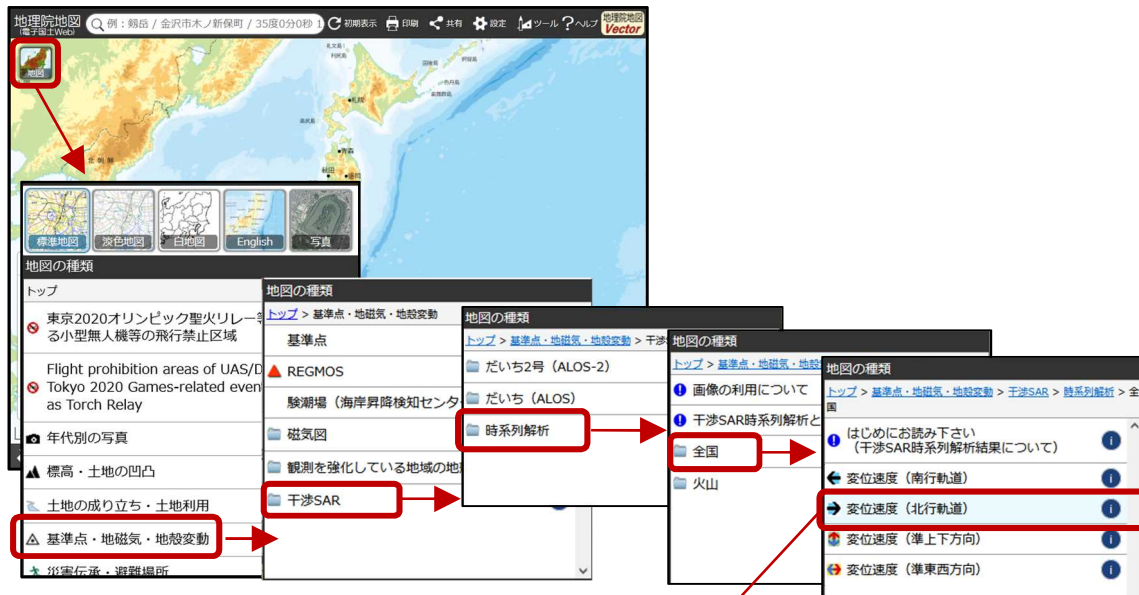 地理院地図
(電子国土Web)
例：剱岳 / 金沢市木ノ新保町 / 35度0分0秒 1
初期表示
印刷
共有
設定
ツール
ヘルプ
地理院地図
Vector
地図
札幌
青森
秋田
盛岡
標準地図
淡色地図
白地図
English
写真
地図の種類
トップ
東京2020オリンピック聖火リレー等
る小型無人機等の飛行禁止区域
Flight prohibition areas of UAS/D
Tokyo 2020 Games-related even
as Torch Relay
年代別の写真
標高・土地の凹凸
土地の成り立ち・土地利用
基準点・地磁気・地殻変動
災害伝承・避難場所
地図の種類
トップ > 基準点・地磁気・地殻変動
基準点
REGMOS
験潮場（海岸昇降検知センター
磁気図
観測を強化している地域の地
干渉SAR
地図の種類
トップ > 基準点・地磁気・地殻変動 > 干渉
だいち2号（ALOS-2）
だいち（ALOS）
時系列解析
地図の種類
トップ > 基準点・地磁気・地殻
画像の利用について
干渉SAR時系列解析と
全国
火山
地図の種類
トップ > 基準点・地磁気・地殻変動 > 干渉SAR > 時系列解析 > 全
国
はじめにお読み下さい
（干渉SAR時系列解析結果について）
変位速度（南行軌道）
変位速度（北行軌道）
変位速度（準上下方向）
変位速度（準東西方向）